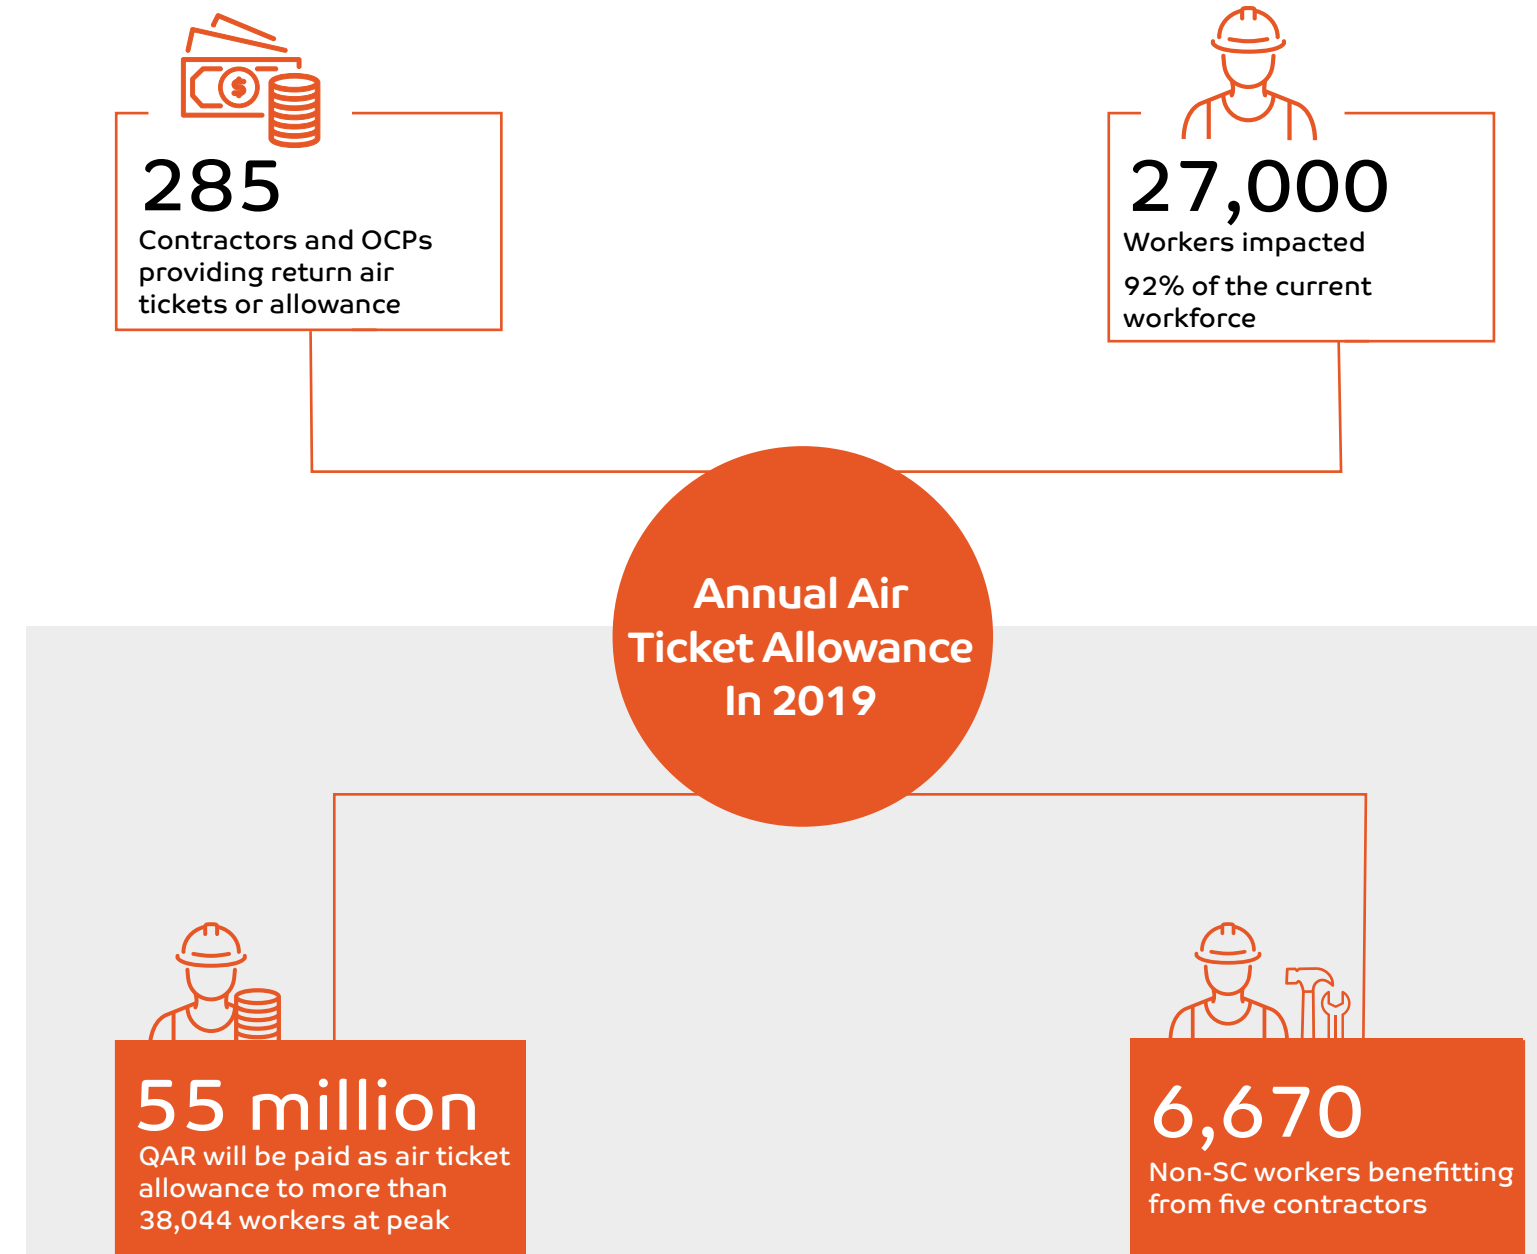 285
Contractors and OCPs
providing return air
tickets or allowance
27,000
Workers impacted
92% of the current
workforce
Annual Air
Ticket Allowance
In 2019
55 million
QAR will be paid as air ticket
allowance to more than
38,044 workers at peak
6,670
Non-SC workers benefitting
from five contractors